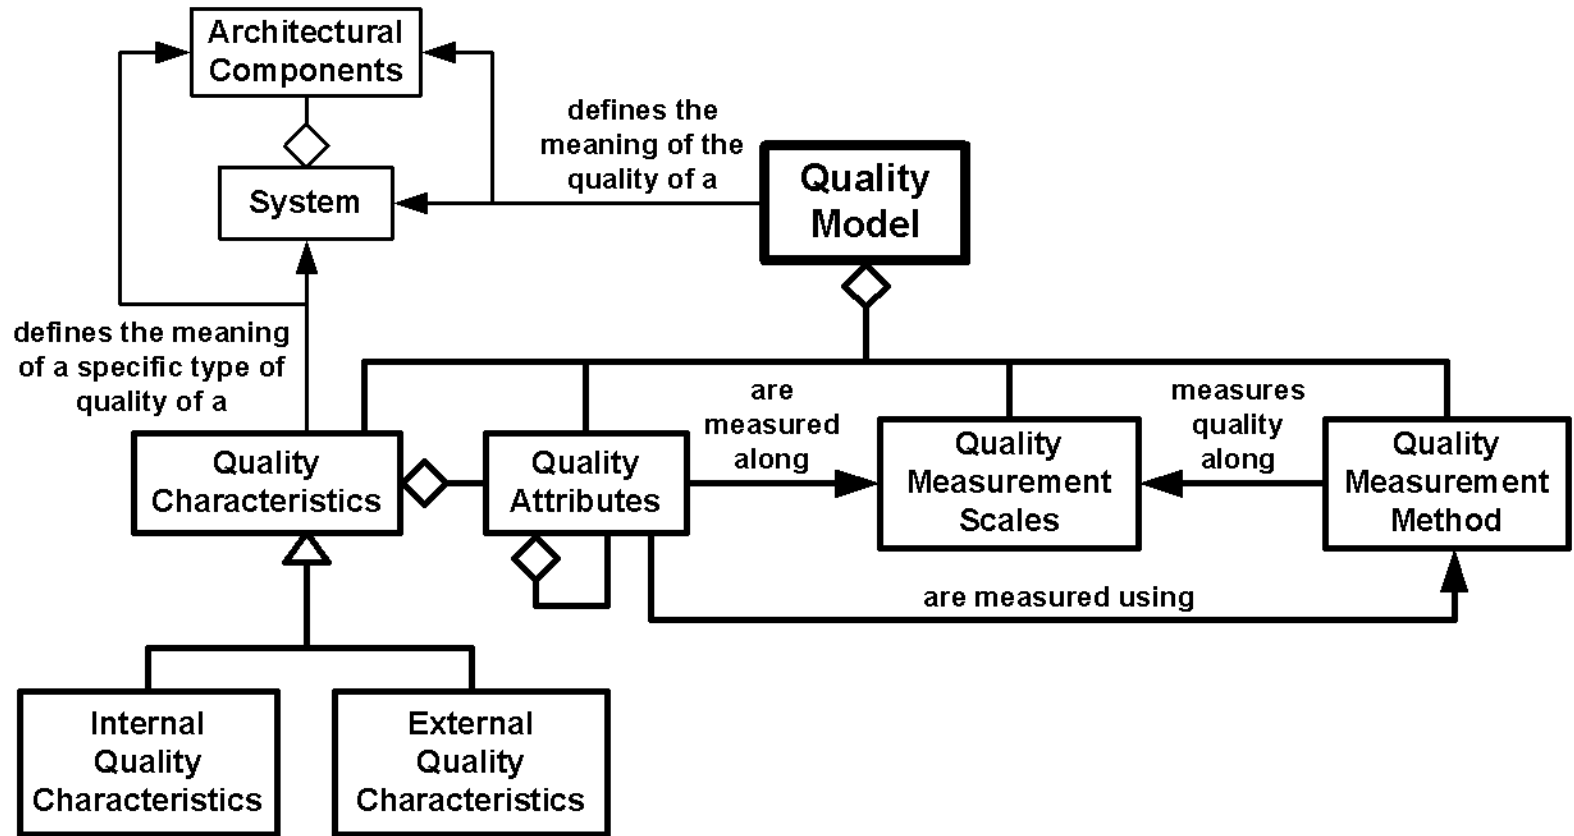 Architectural
Components
defines the
meaning of the
quality of a
Quality
Model
System
defines the meaning
of a specific type of
quality of a
are
measured
along
measures
quality
along
Quality
Characteristics
Quality
Attributes
Quality
Measurement
Scales
Quality
Measurement
Method
are measured using
Internal
Quality
Characteristics
External
Quality
Characteristics